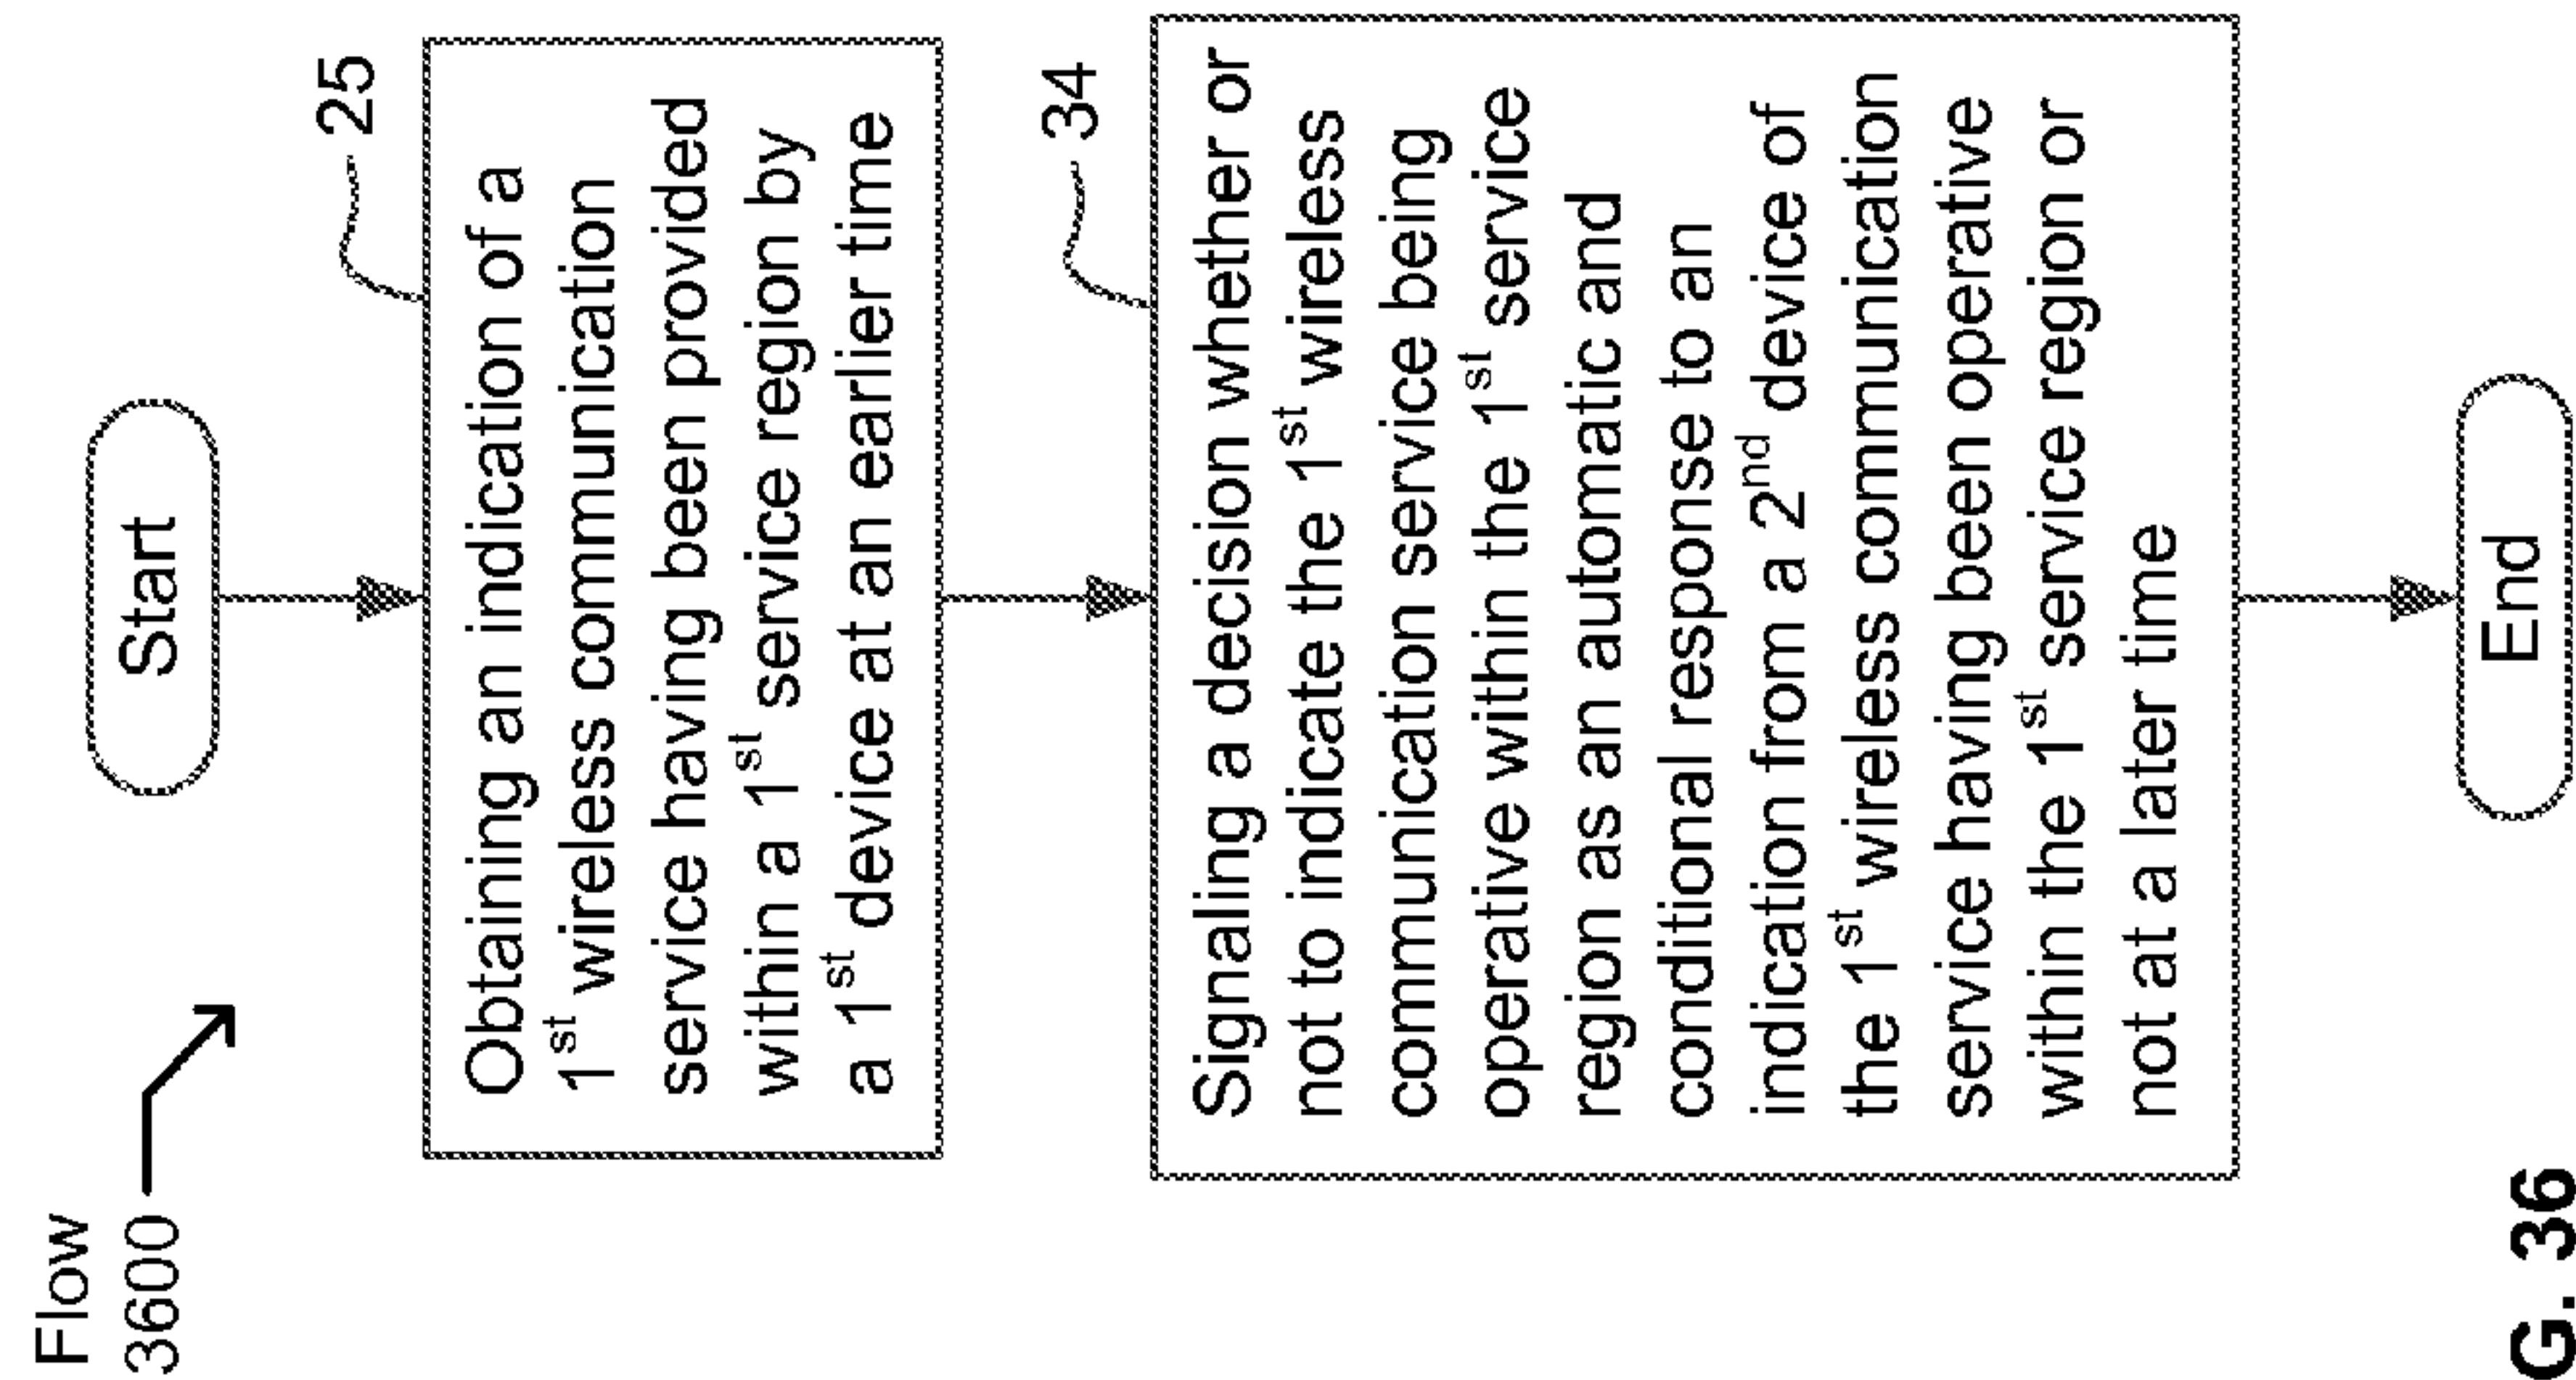 Flow
3600
Start
25
Obtaining an indication of a
1st wireless communication
service having been provided
within a 1st service region by
a 1st device at an earlier time
34
Signaling a decision whether or
not to indicate the 1st wireless
communication service being
operative within the 1st service
region as an automatic and
conditional response to an
indication from a 2nd device of
the 1st wireless communication
service having been operative
within the 1st service region or
not at a later time
End
G. 36